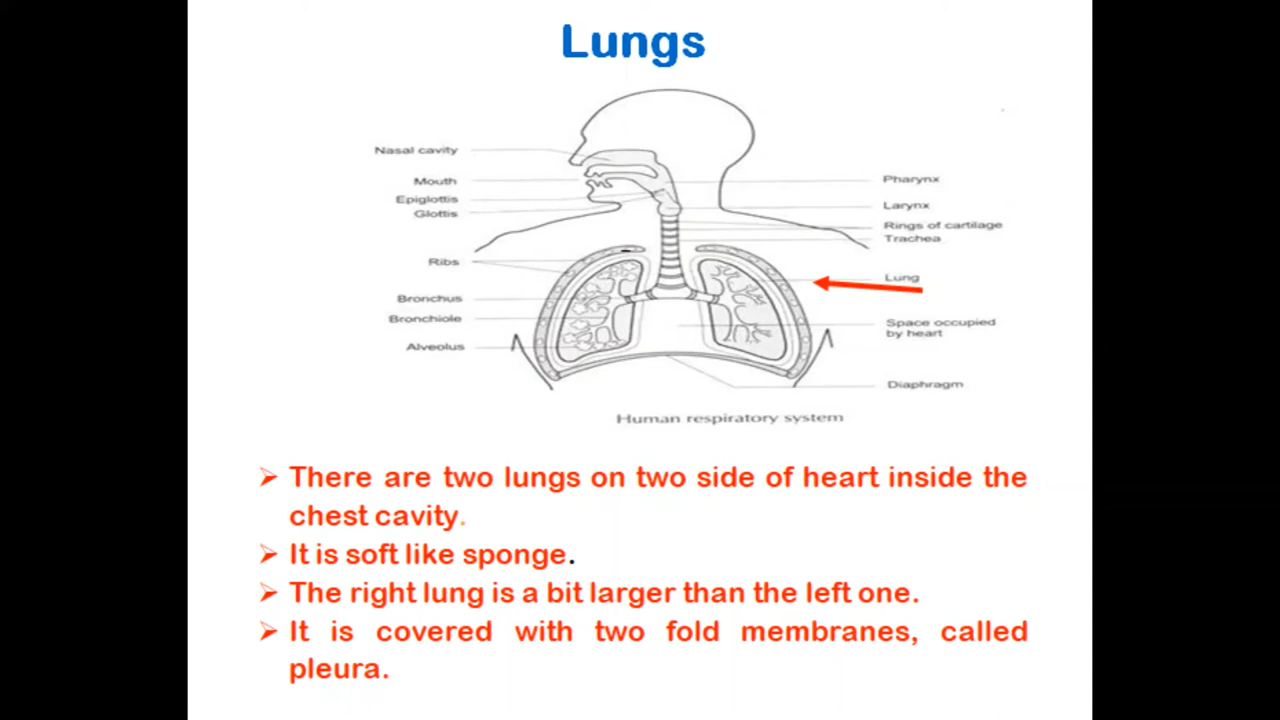 Lungs
Nasal cavity
Mouth
Epiglottis
Glottis
Ribs
Bronchus
Bronchiole
Alveolus
Pharynx
Larynx
Rings of cartilage
Trachea
Lung
Space occupied
by heart
Diaphragm
Human respiratory system
➢ There are two lungs on two side of heart inside the
chest cavity.
➢ It is soft like sponge.
➢ The right lung is a bit larger than the left one.
➢ It is covered with two fold membranes, called
pleura.